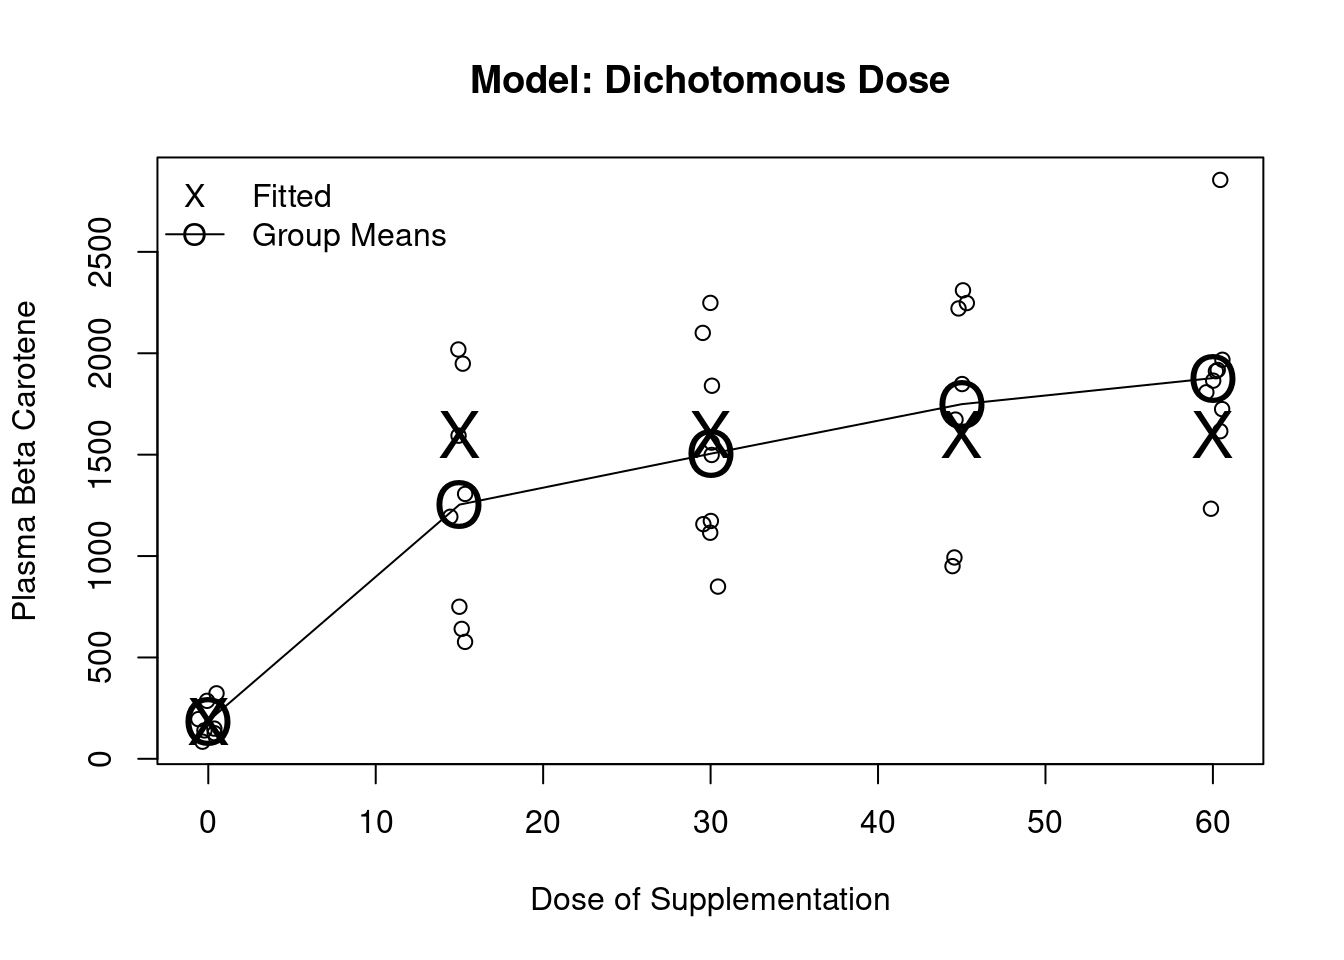 Model: Dichotomous Dose
X Fitted
Group Means
Plasma Beta Carotene
2500
2000
1500
1000
500
0
0 10 20 30 40 50 60
Dose of Supplementation